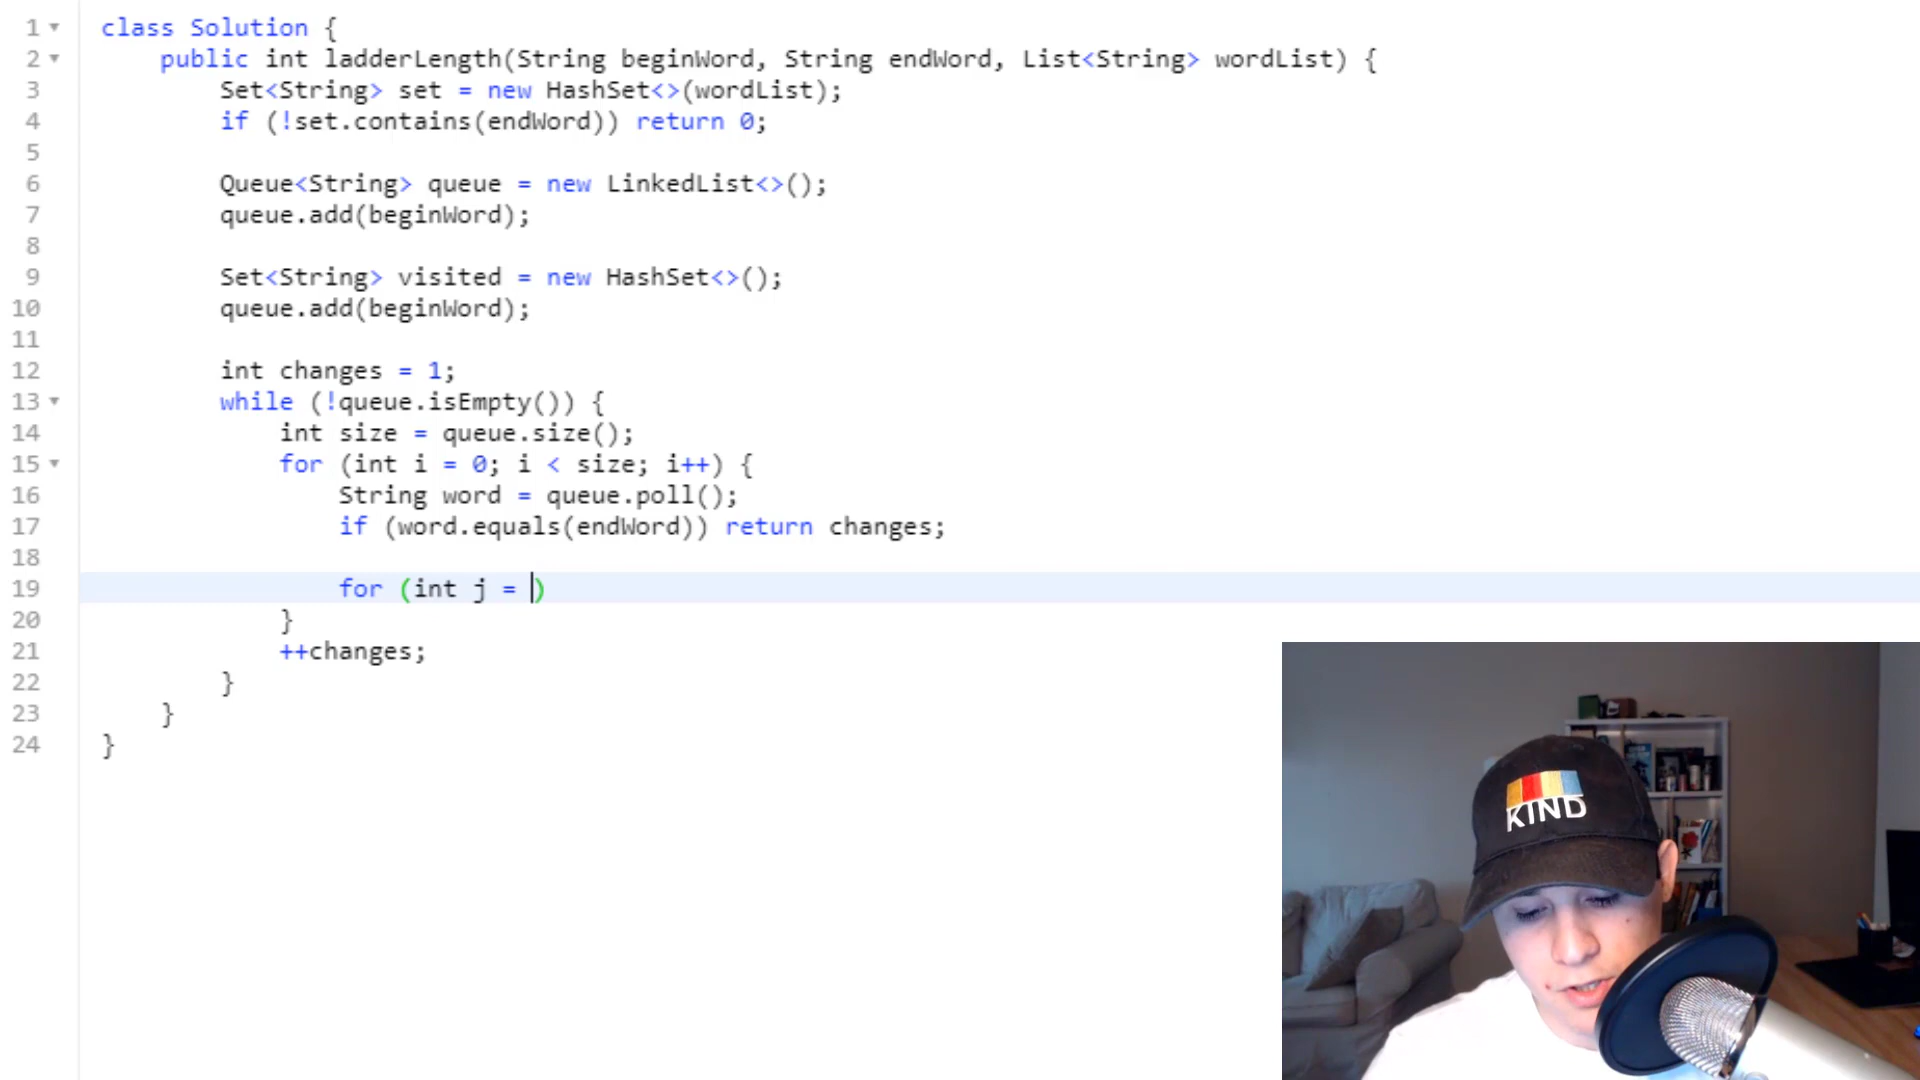 1 class Solution {
2 public int ladderLength(String beginWord, String endWord, List<String> wordList) {
3 Set<String> set = new HashSet<>(wordList);
4 if (!set.contains(endWord)) return 0;
5
6 Queue<String> queue = new LinkedList<>();
7 queue.add(beginWord);
8
9 Set<String> visited = new HashSet<>();
10 queue.add(beginWord);
11
12 int changes = 1;
13 while (!queue.isEmpty()) {
14 int size = queue.size();
15 for (int i = 0; i < size; i++) {
16 String word = queue.poll();
17 if (word.equals(endWord)) return changes;
18
19 for (int j = )
20 }
21 ++changes;
22 }
23 }
24 }
KIND